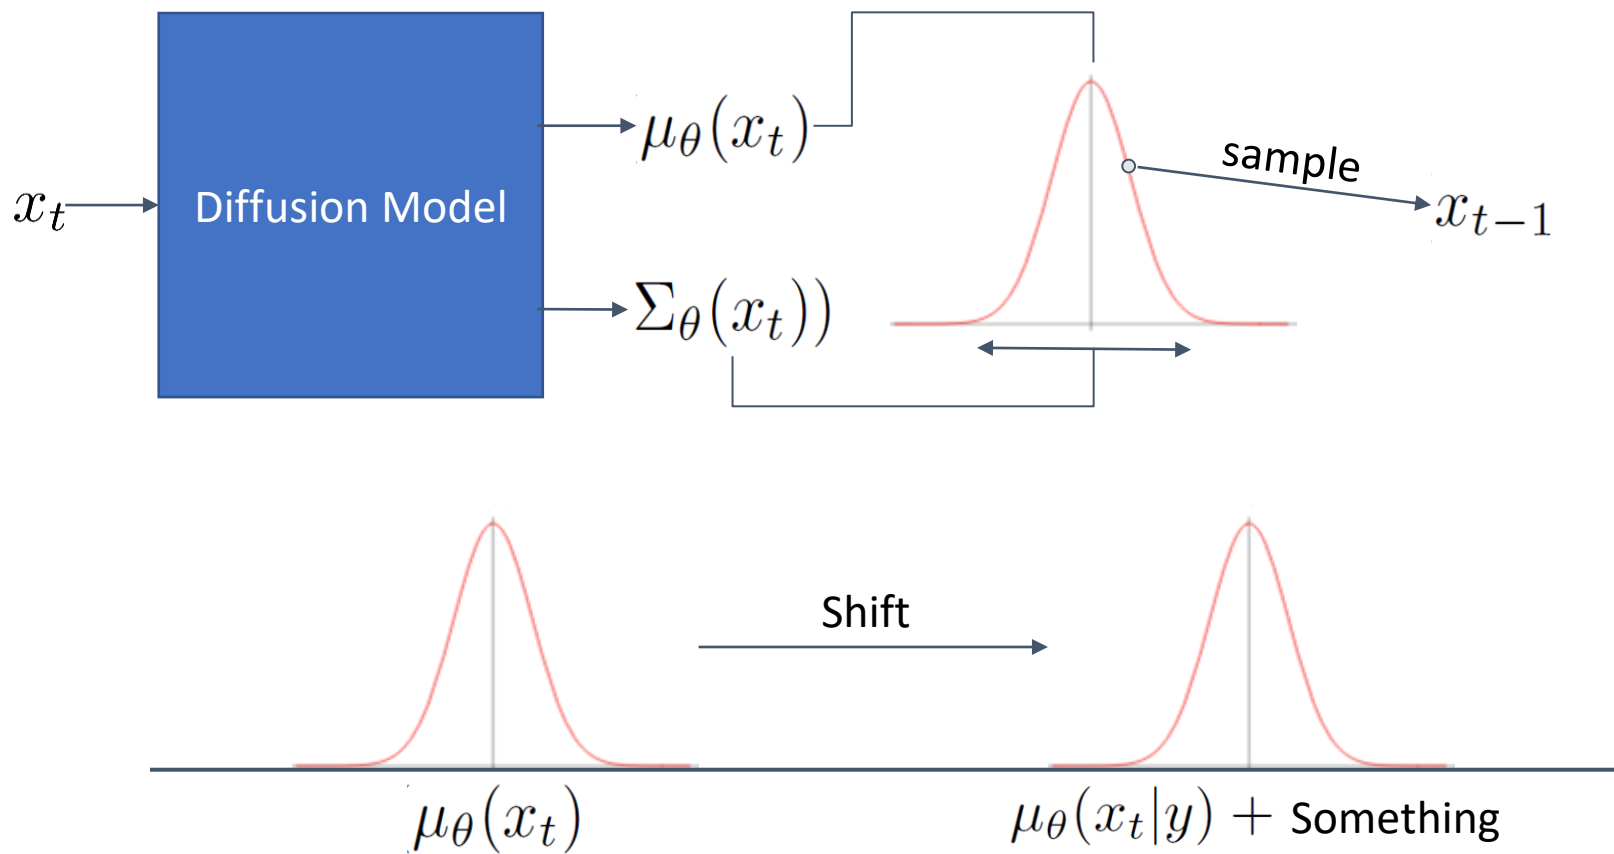 μ_θ(x_t)
sample
x_t
Diffusion Model
x_{t−1}
Σ_θ(x_t))
Shift
μ_θ(x_t)
μ_θ(x_t|y) + Something